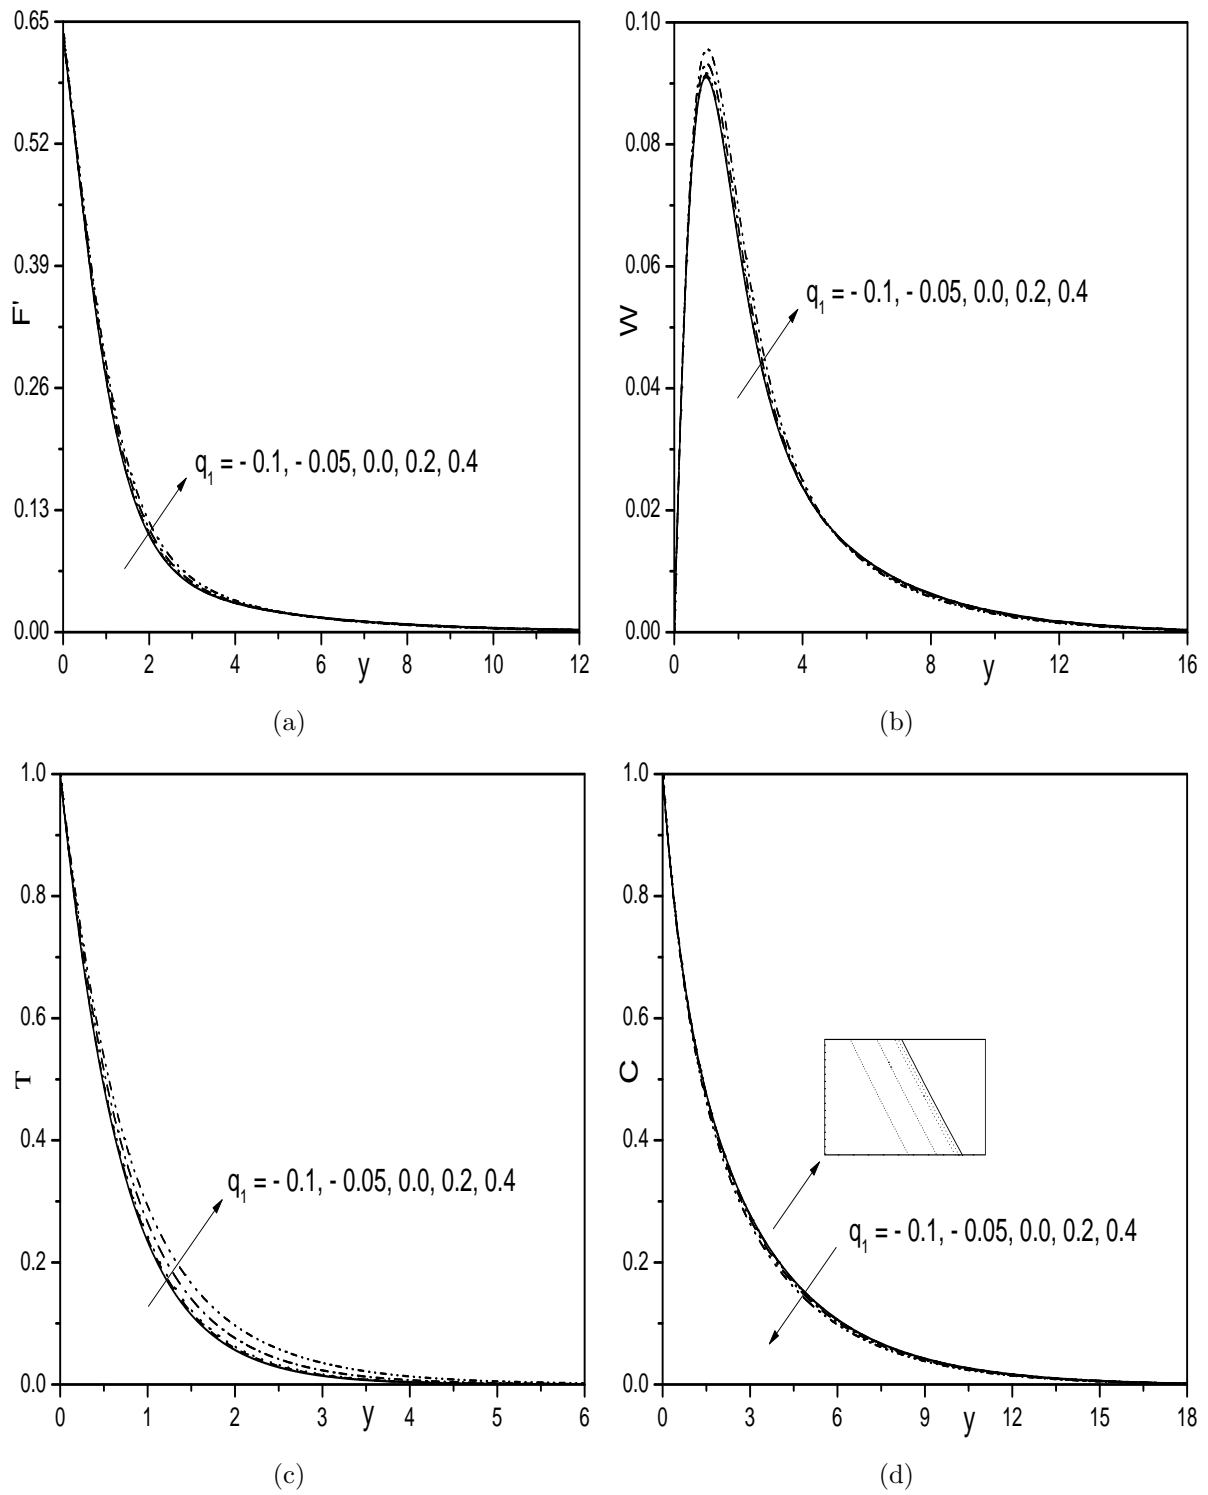 0.65
0.52
0.39
0.26
0.13
0.00
F'
q1 = - 0.1, - 0.05, 0.0, 0.2, 0.4
0 2 4 6 8 10 12
y
(a)
0.10
0.08
0.06
0.04
0.02
0.00
W
q1 = - 0.1, - 0.05, 0.0, 0.2, 0.4
0 4 8 12 16
y
(b)
1.0
0.8
0.6
0.4
0.2
0.0
T
q1 = - 0.1, - 0.05, 0.0, 0.2, 0.4
0 1 2 3 4 5 6
y
(c)
1.0
0.8
0.6
0.4
0.2
0.0
C
q1 = - 0.1, - 0.05, 0.0, 0.2, 0.4
0 3 6 9 12 15 18
y
(d)